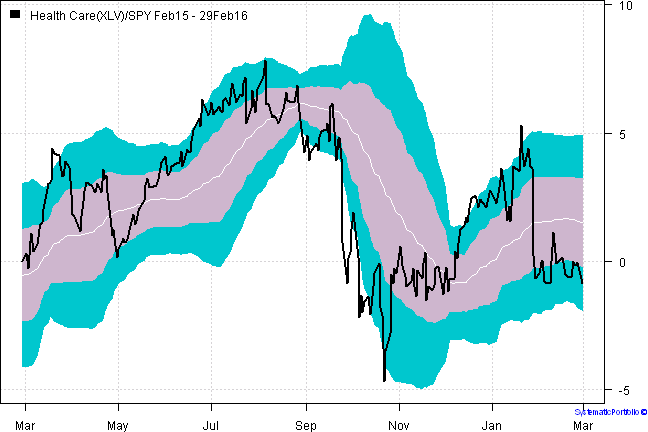 Health Care(XLV)/SPY Feb15 - 29Feb16
10
5
0
-5
Mar May Jul Sep Nov Jan Mar
SystematicPortfolio ©